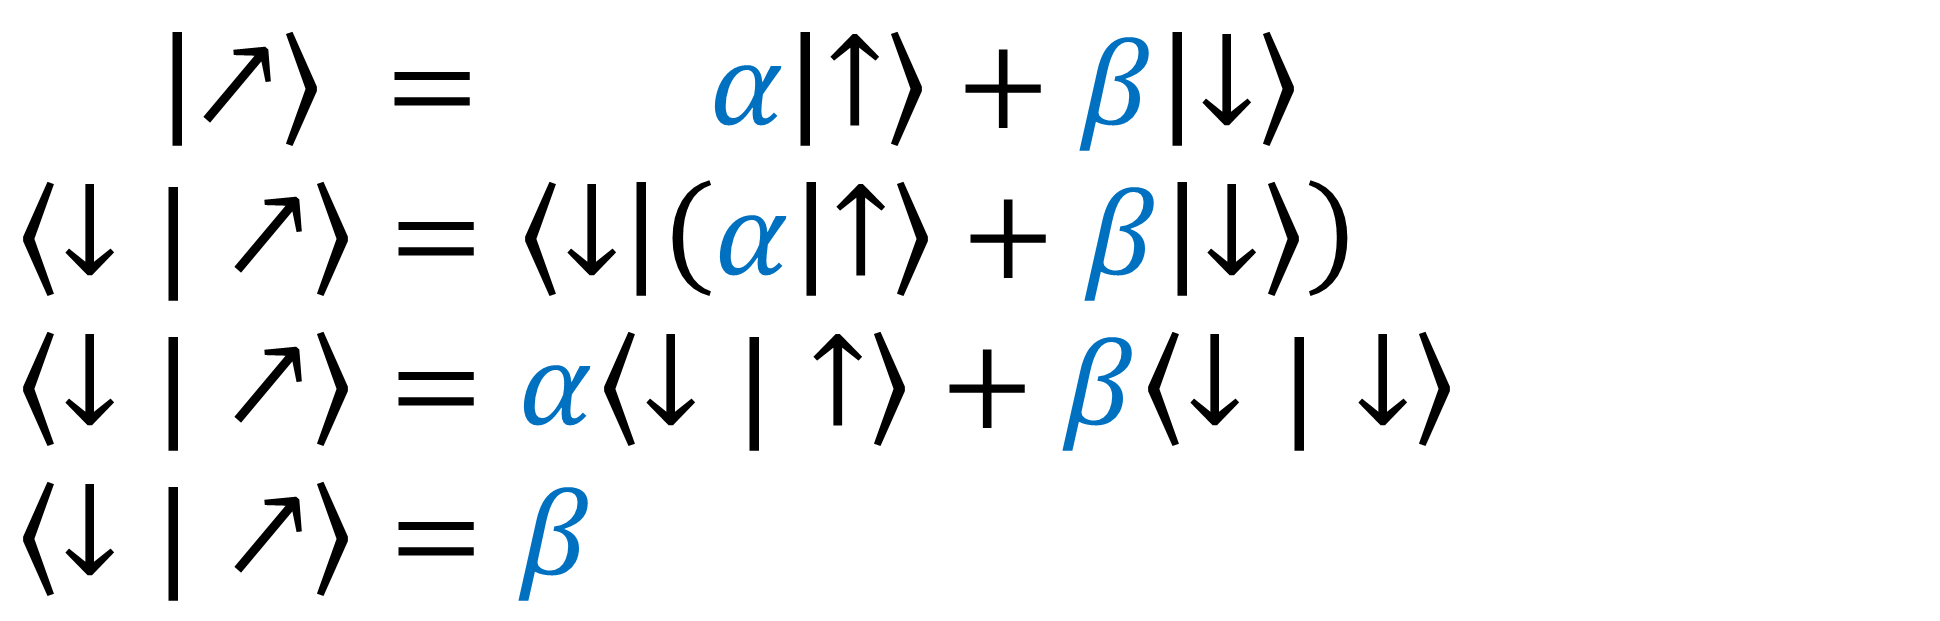 |↗⟩ = α|↑⟩ + β|↓⟩
⟨↓ | ↗⟩ = ⟨↓|(α|↑⟩ + β|↓⟩)
⟨↓ | ↗⟩ = α⟨↓ | ↑⟩ + β⟨↓ | ↓⟩
⟨↓ | ↗⟩ = β